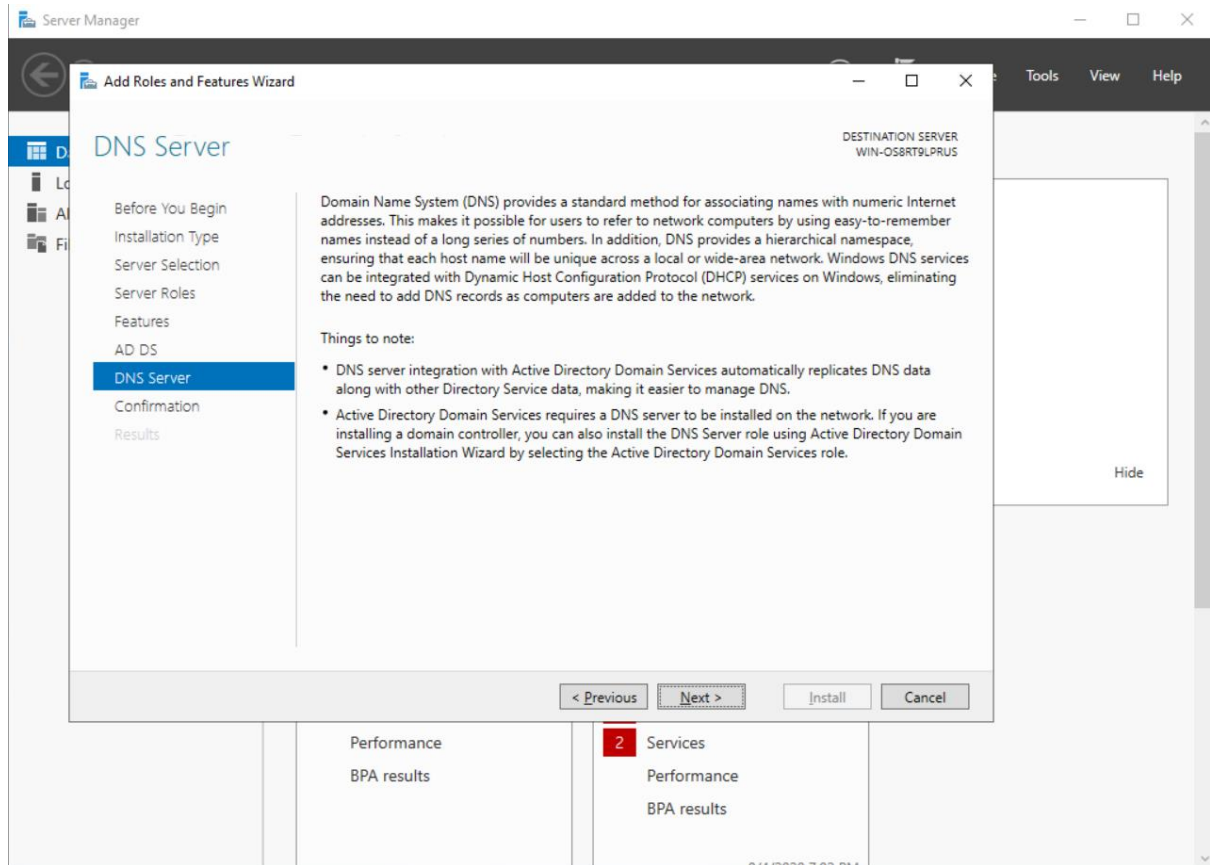 Server Manager
Tools View Help
Add Roles and Features Wizard
DNS Server
DESTINATION SERVER
WIN-OS8RT9LPRUS
Before You Begin
Installation Type
Server Selection
Server Roles
Features
AD DS
DNS Server
Confirmation
Results
Domain Name System (DNS) provides a standard method for associating names with numeric Internet
addresses. This makes it possible for users to refer to network computers by using easy-to-remember
names instead of a long series of numbers. In addition, DNS provides a hierarchical namespace,
ensuring that each host name will be unique across a local or wide-area network. Windows DNS services
can be integrated with Dynamic Host Configuration Protocol (DHCP) services on Windows, eliminating
the need to add DNS records as computers are added to the network.
Things to note:
• DNS server integration with Active Directory Domain Services automatically replicates DNS data
along with other Directory Service data, making it easier to manage DNS.
• Active Directory Domain Services requires a DNS server to be installed on the network. If you are
installing a domain controller, you can also install the DNS Server role using Active Directory Domain
Services Installation Wizard by selecting the Active Directory Domain Services role.
Hide
< Previous Next > Install Cancel
Performance
BPA results
2 Services
Performance
BPA results